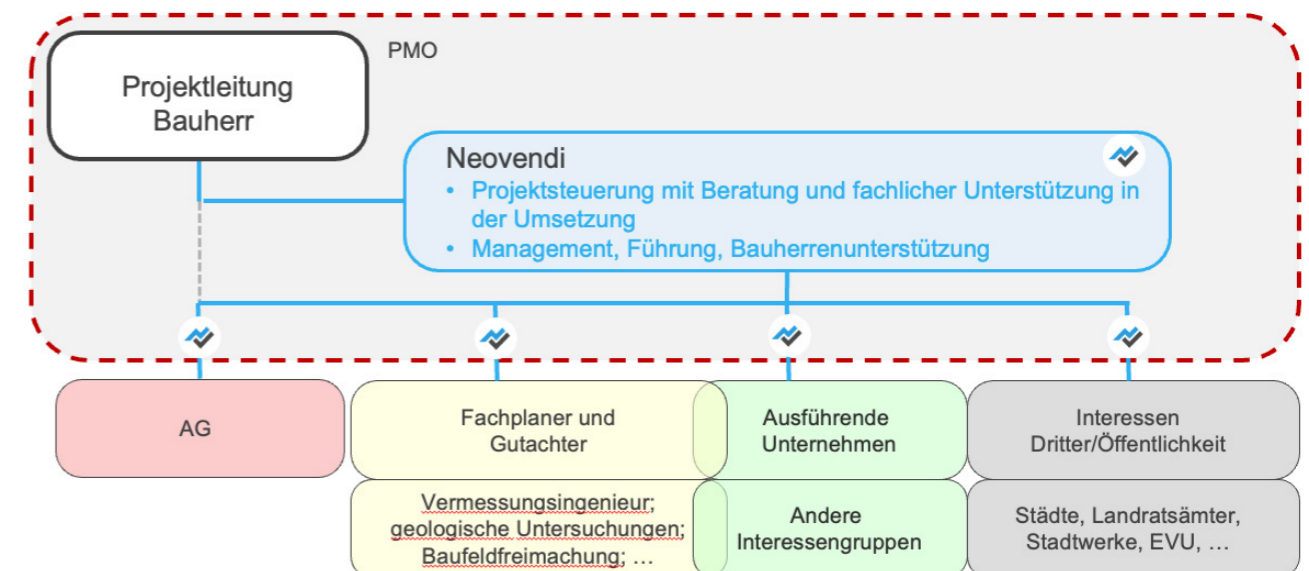 PMO
Projektleitung
Bauherr
Neovendi
• Projektsteuerung mit Beratung und fachlicher Unterstützung in
der Umsetzung
• Management, Führung, Bauherrenunterstützung
AG
Fachplaner und
Gutachter
Ausführende
Unternehmen
Interessen
Dritter/Öffentlichkeit
Vermessungsingenieur;
geologische Untersuchungen;
Baufeldfreimachung; …
Andere
Interessengruppen
Städte, Landratsämter,
Stadtwerke, EVU, …